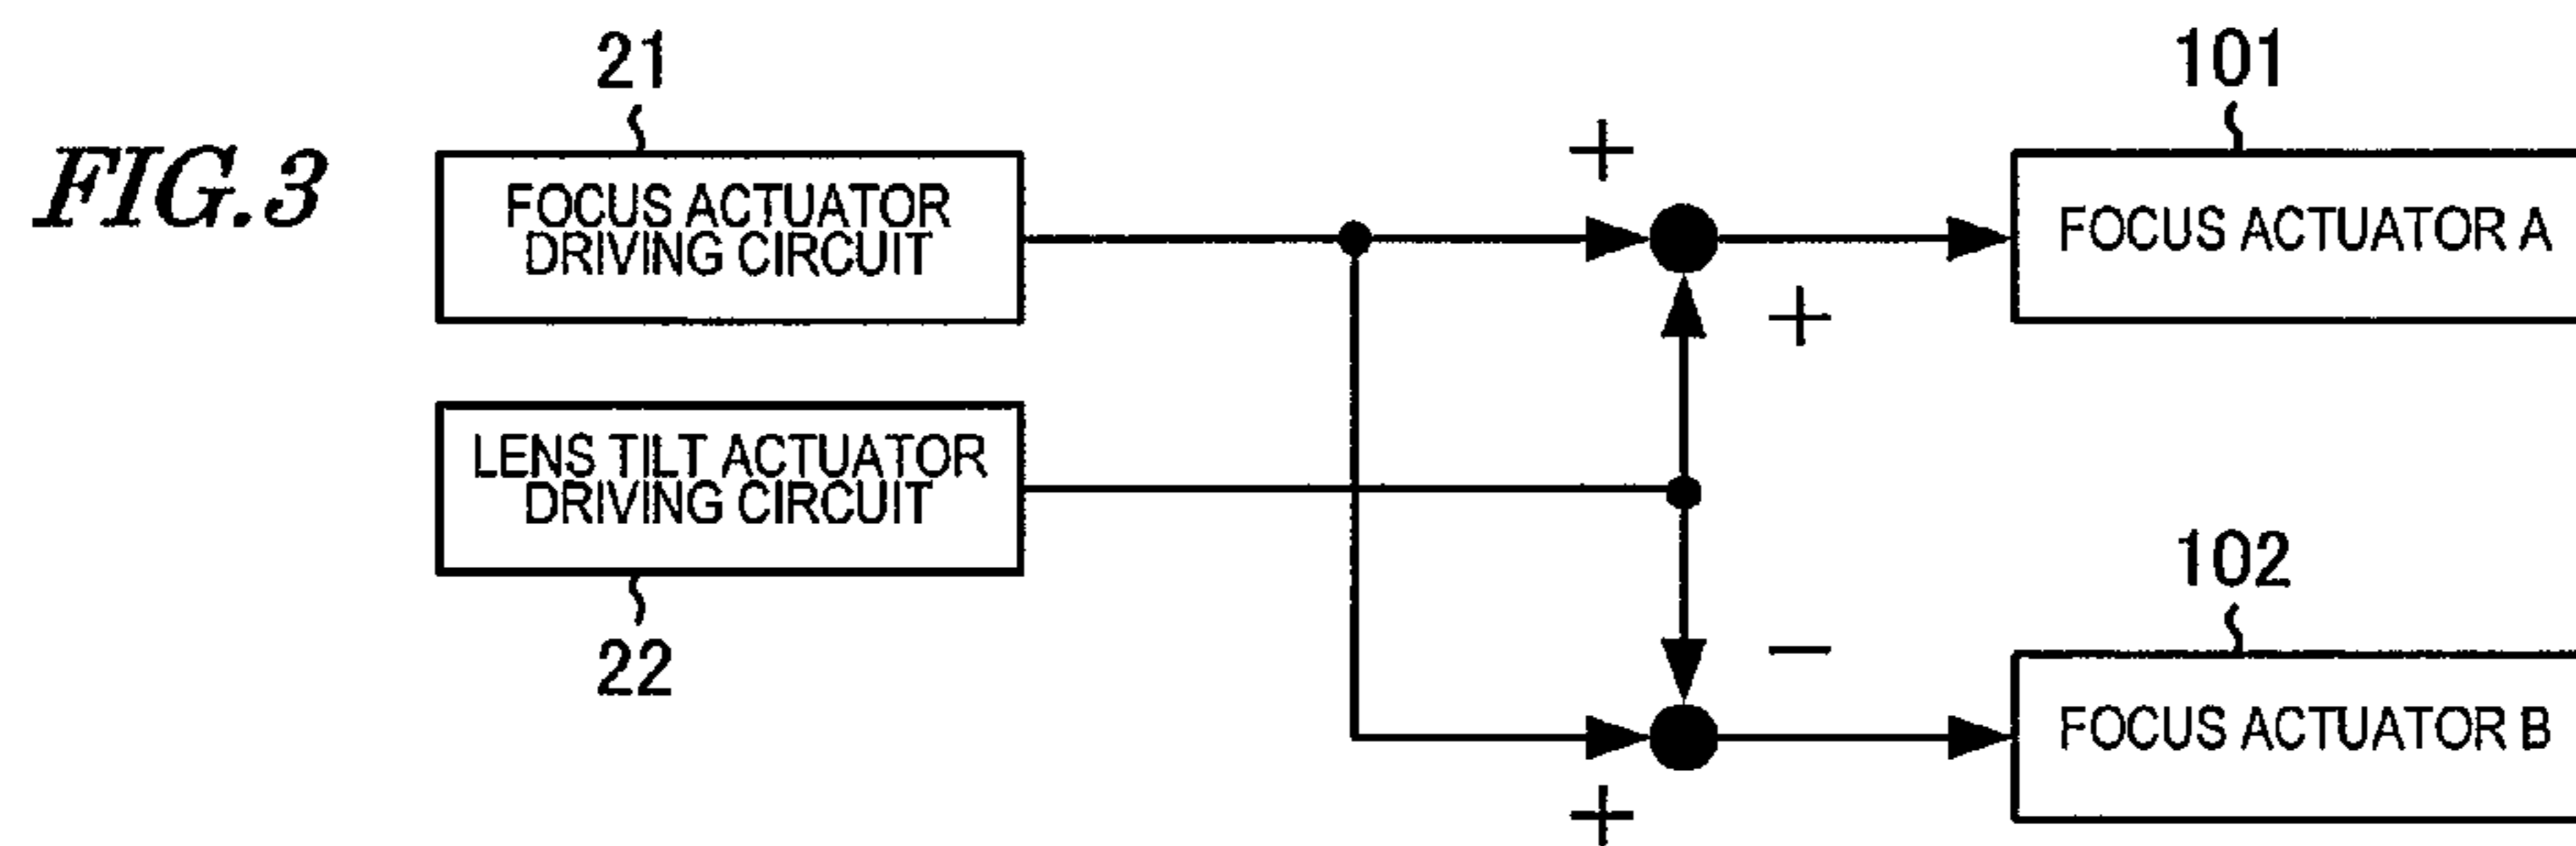 FIG.3
21
FOCUS ACTUATOR
DRIVING CIRCUIT
LENS TILT ACTUATOR
DRIVING CIRCUIT
22
+
+
−
+
101
FOCUS ACTUATOR A
102
FOCUS ACTUATOR B